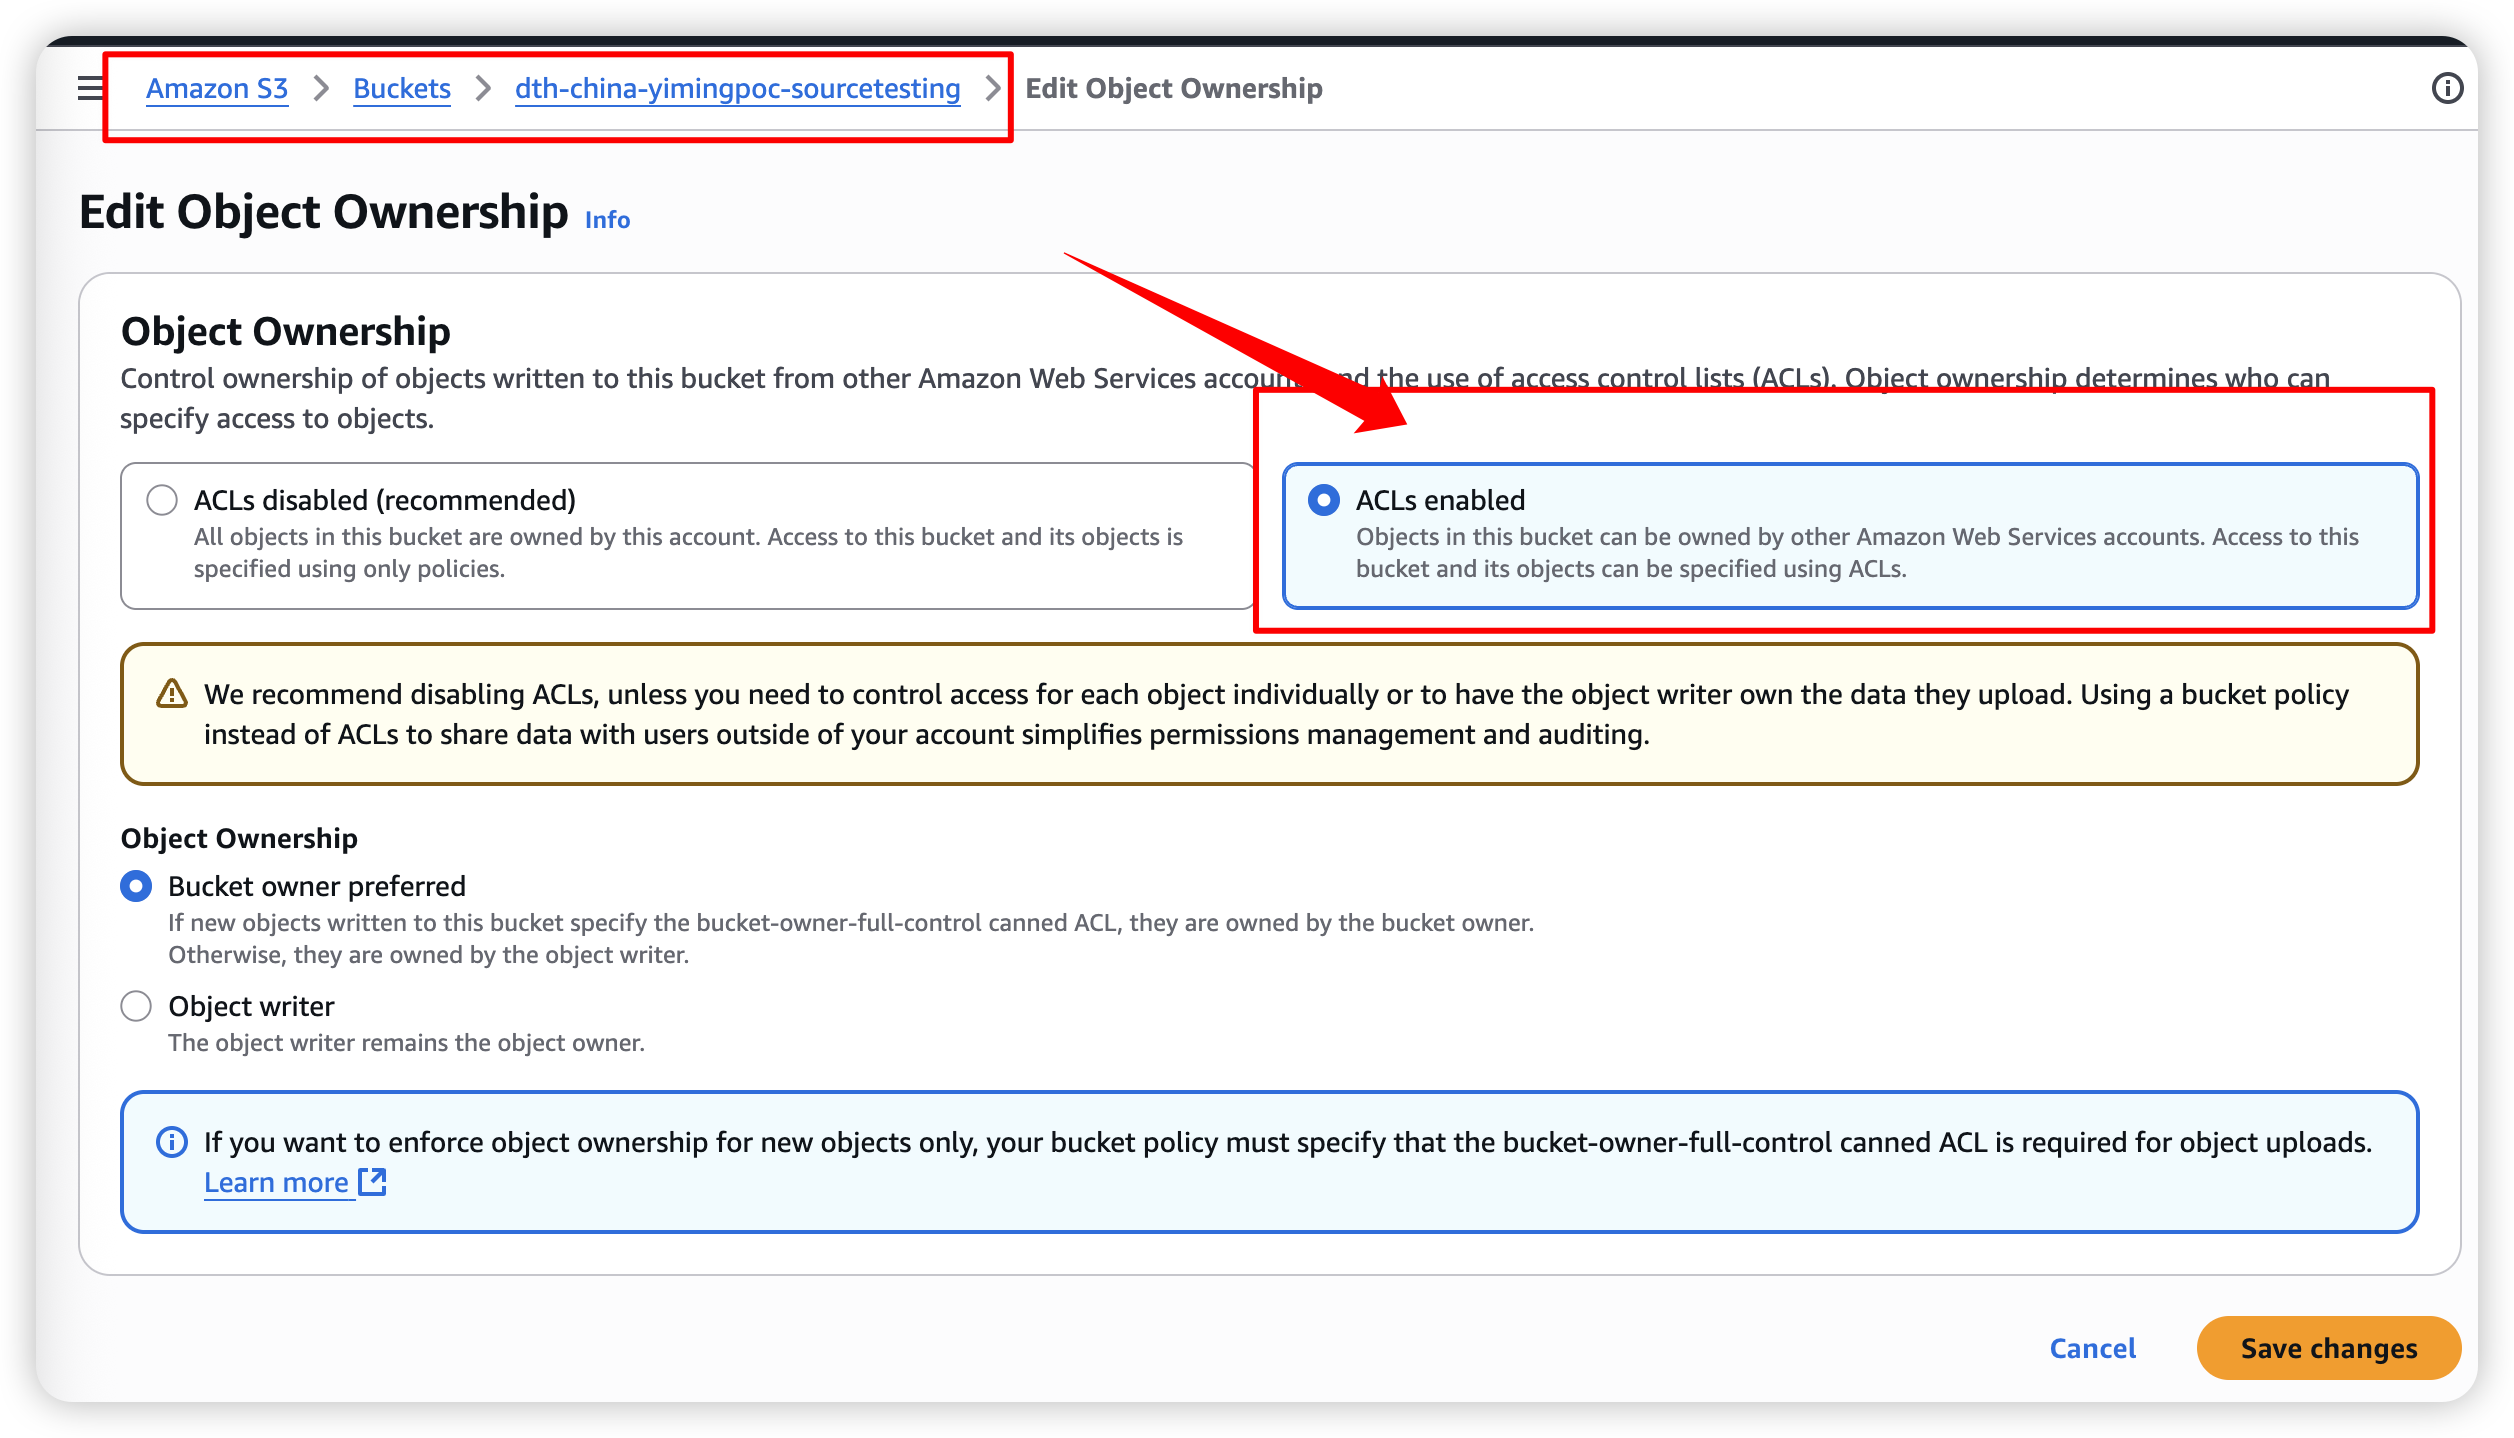 Amazon S3 > Buckets > dth-china-yimingpoc-sourcetesting > Edit Object Ownership
Edit Object Ownership Info
Object Ownership
Control ownership of objects written to this bucket from other Amazon Web Services the use of access control lists (ACLs). Object ownership determines who can
specify access to objects.
ACLs disabled (recommended)
All objects in this bucket are owned by this account. Access to this bucket and its objects is
specified using only policies.
ACLs enabled
Objects in this bucket can be owned by other Amazon Web Services accounts. Access to this
bucket and its objects can be specified using ACLs.
We recommend disabling ACLs, unless you need to control access for each object individually or to have the object writer own the data they upload. Using a bucket policy
instead of ACLs to share data with users outside of your account simplifies permissions management and auditing.
Object Ownership
Bucket owner preferred
If new objects written to this bucket specify the bucket-owner-full-control canned ACL, they are owned by the bucket owner.
Otherwise, they are owned by the object writer.
Object writer
The object writer remains the object owner.
If you want to enforce object ownership for new objects only, your bucket policy must specify that the bucket-owner-full-control canned ACL is required for object uploads.
Learn more
Cancel
Save changes